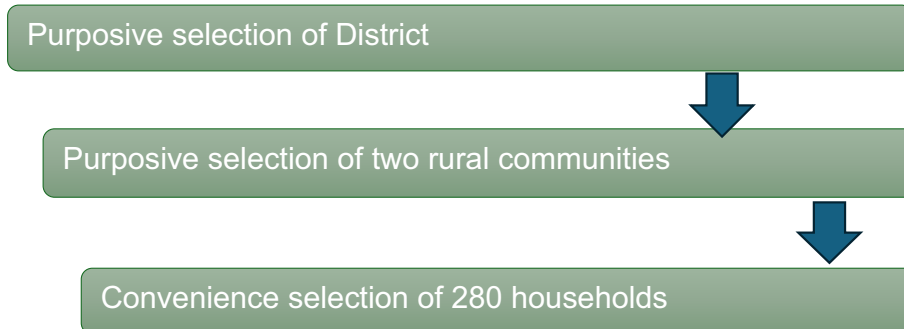 Purposive selection of District
Purposive selection of two rural communities
Convenience selection of 280 households